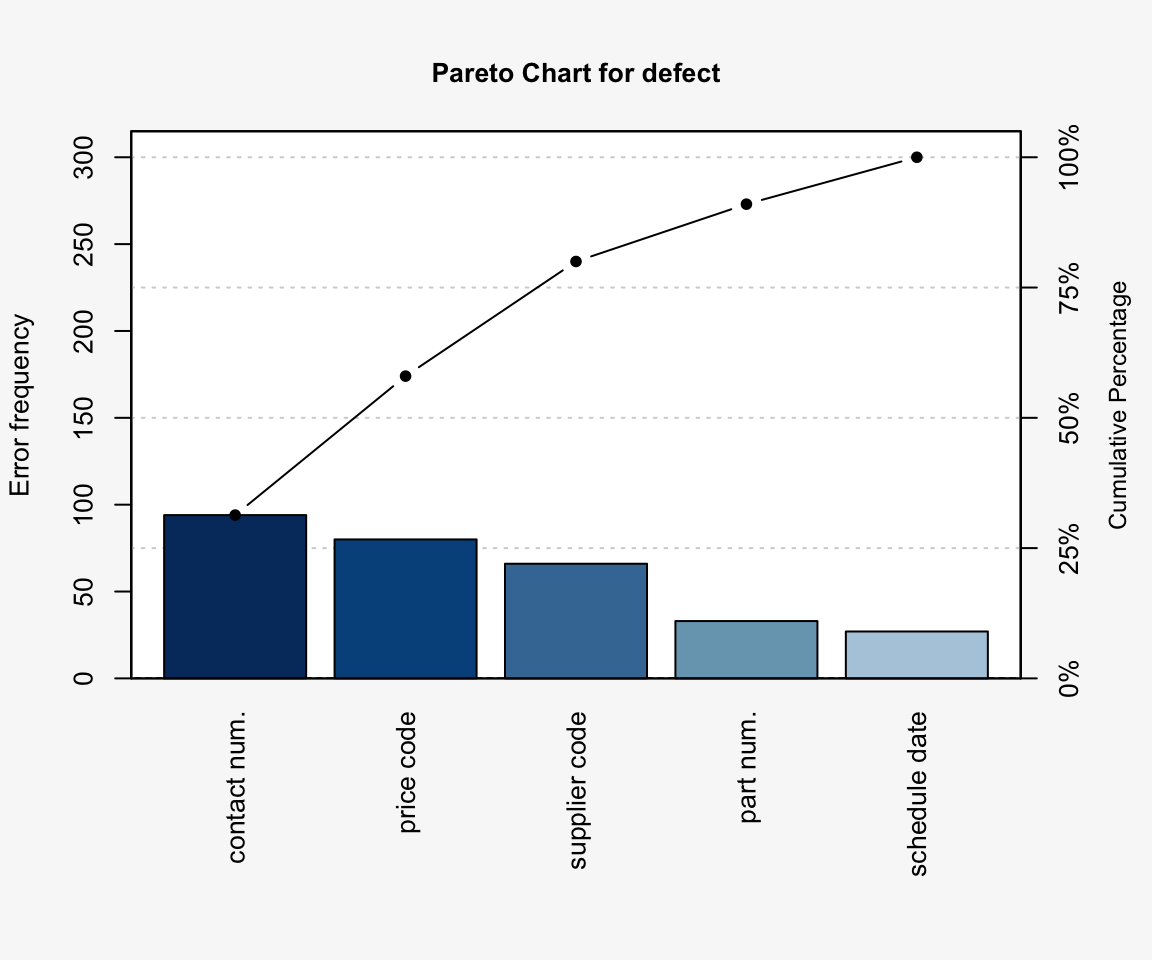 Pareto Chart for defect
Error frequency
300
250
200
150
100
50
0
100%
75%
50%
25%
0%
Cumulative Percentage
contact num.
price code
supplier code
part num.
schedule date